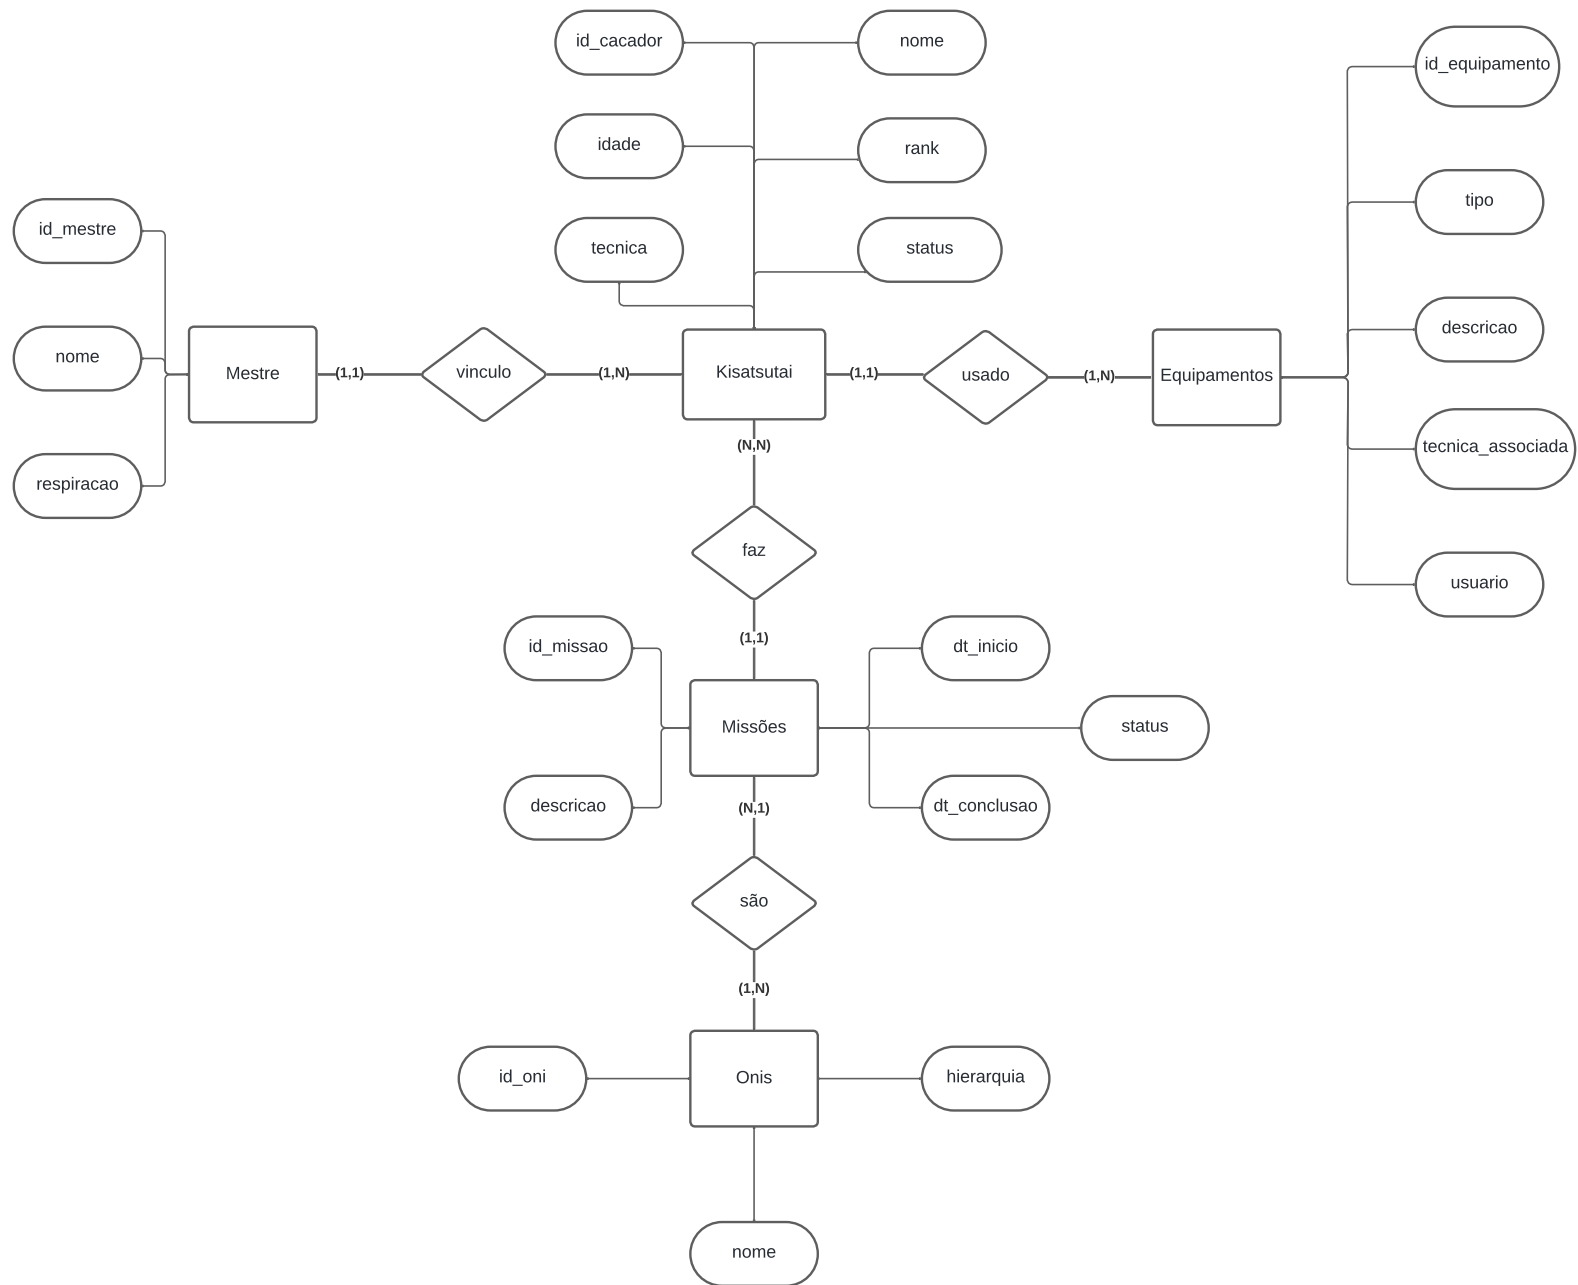 id_cacador
nome
id_equipamento
idade
rank
tipo
id_mestre
tecnica
status
descricao
nome
Mestre
(1,1)
vinculo
(1,N)
Kisatsutai
(1,1)
usado
(1,N)
Equipamentos
(N,N)
tecnica_associada
respiracao
faz
usuario
(1,1)
id_missao
dt_inicio
Missões
status
descricao
(N,1)
dt_conclusao
são
(1,N)
id_oni
Onis
hierarquia
nome